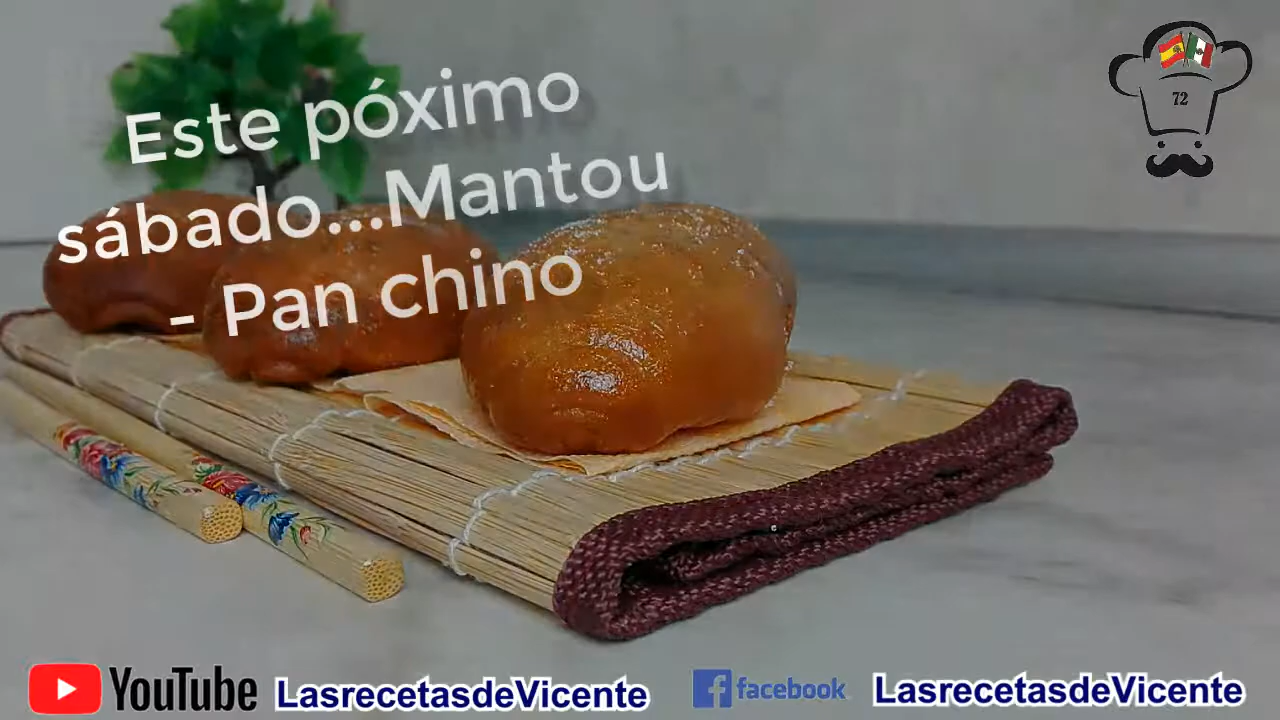 Este póximo
sábado...Mantou
- Pan chino
72
YouTube LasrecetasdeVicente
facebook LasrecetasdeVicente